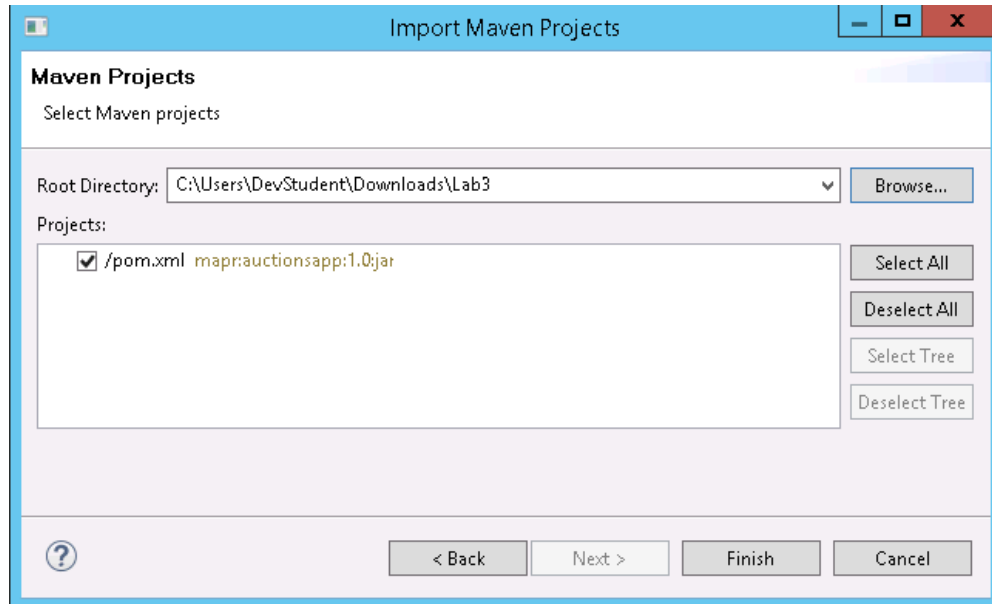 Import Maven Projects
Maven Projects
Select Maven projects
Root Directory: C:\Users\DevStudent\Downloads\Lab3 Browse...
Projects:
/pom.xml mapr:auctionsapp:1.0:jar
Select All
Deselect All
Select Tree
Deselect Tree
? < Back Next > Finish Cancel